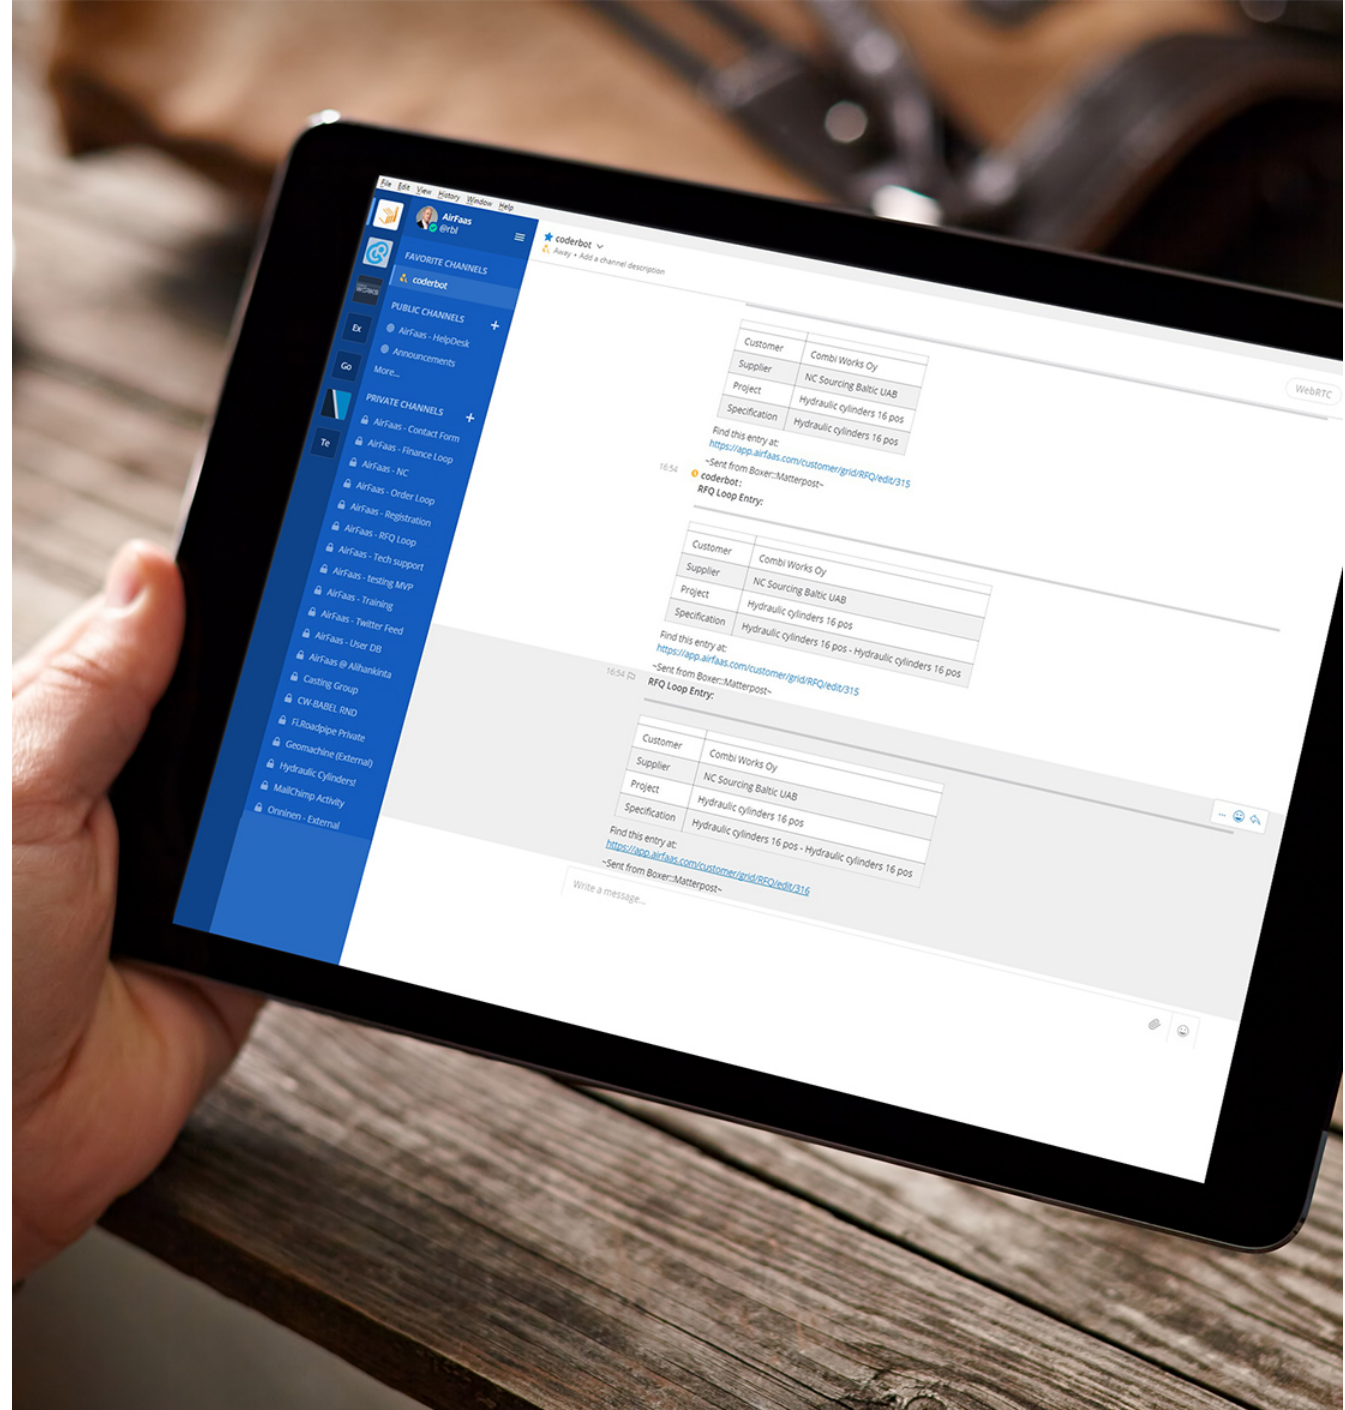 File Edit View History Window Help
AirFaas
@rbl
FAVORITE CHANNELS
coderbot
PUBLIC CHANNELS +
AirFaas - HelpDesk
Announcements
More...
PRIVATE CHANNELS +
AirFaas - Contact Form
AirFaas - Finance Loop
AirFaas - NC
AirFaas - Order Loop
AirFaas - Registration
AirFaas - RFQ Loop
AirFaas - Tech support
AirFaas - testing MVP
AirFaas - Training
AirFaas - Twitter Feed
AirFaas - User DB
AirFaas @ Alihankinta
Casting Group
CW-BABEL RND
Fi.Roadpipe Private
Geomachine (External)
Hydraulic Cylinders!
MailChimp Activity
Onninen - External
WORKS
Ex
Go
Te
coderbot
Away • Add a channel description
WebRTC
Customer Combi Works Oy
Supplier NC Sourcing Baltic UAB
Project Hydraulic cylinders 16 pos
Specification Hydraulic cylinders 16 pos
Find this entry at:
https://app.airfaas.com/customer/grid/RFQ/edit/315
~Sent from Boxer::Matterpost~
16:54 coderbot :
RFQ Loop Entry:
Customer Combi Works Oy
Supplier NC Sourcing Baltic UAB
Project Hydraulic cylinders 16 pos
Specification Hydraulic cylinders 16 pos - Hydraulic cylinders 16 pos
Find this entry at:
https://app.airfaas.com/customer/grid/RFQ/edit/315
~Sent from Boxer::Matterpost~
16:54 RFQ Loop Entry:
Customer Combi Works Oy
Supplier NC Sourcing Baltic UAB
Project Hydraulic cylinders 16 pos
Specification Hydraulic cylinders 16 pos - Hydraulic cylinders 16 pos
Find this entry at:
https://app.airfaas.com/customer/grid/RFQ/edit/316
~Sent from Boxer::Matterpost~
Write a message...